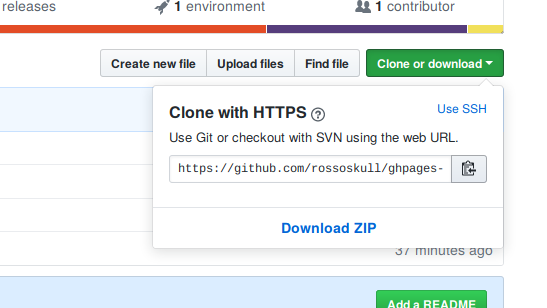 releases 1 environment 1 contributor
Create new file Upload files Find file Clone or download
Clone with HTTPS ? Use SSH
Use Git or checkout with SVN using the web URL.
https://github.com/rossoskull/ghpages-
Download ZIP
37 minutes ago
Add a README